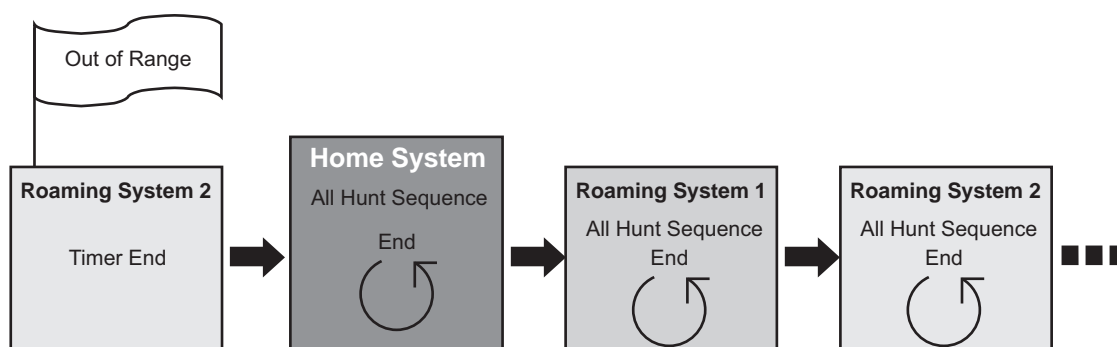 Out of Range
Roaming System 2
Timer End
Home System
All Hunt Sequence
End
Roaming System 1
All Hunt Sequence
End
Roaming System 2
All Hunt Sequence
End